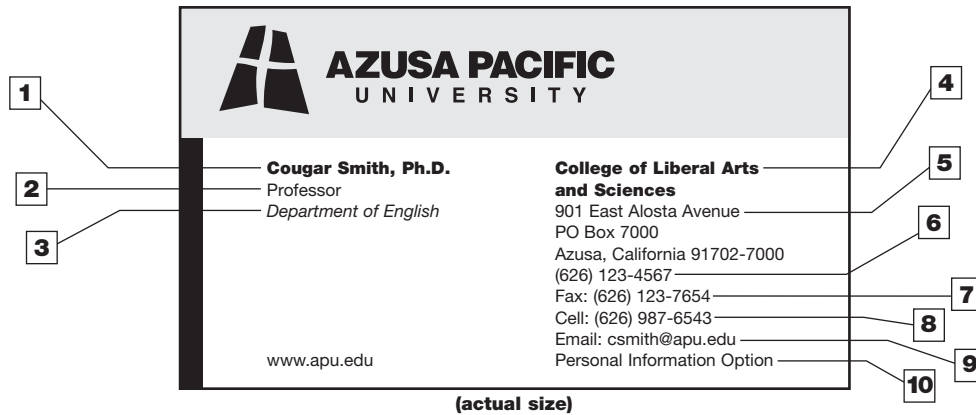 AZUSA PACIFIC
UNIVERSITY
1
2
3
Cougar Smith, Ph.D.
Professor
Department of English
www.apu.edu
College of Liberal Arts
and Sciences
901 East Alosta Avenue
PO Box 7000
Azusa, California 91702-7000
(626) 123-4567
Fax: (626) 123-7654
Cell: (626) 987-6543
Email: csmith@apu.edu
Personal Information Option
4
5
6
7
8
9
10
(actual size)